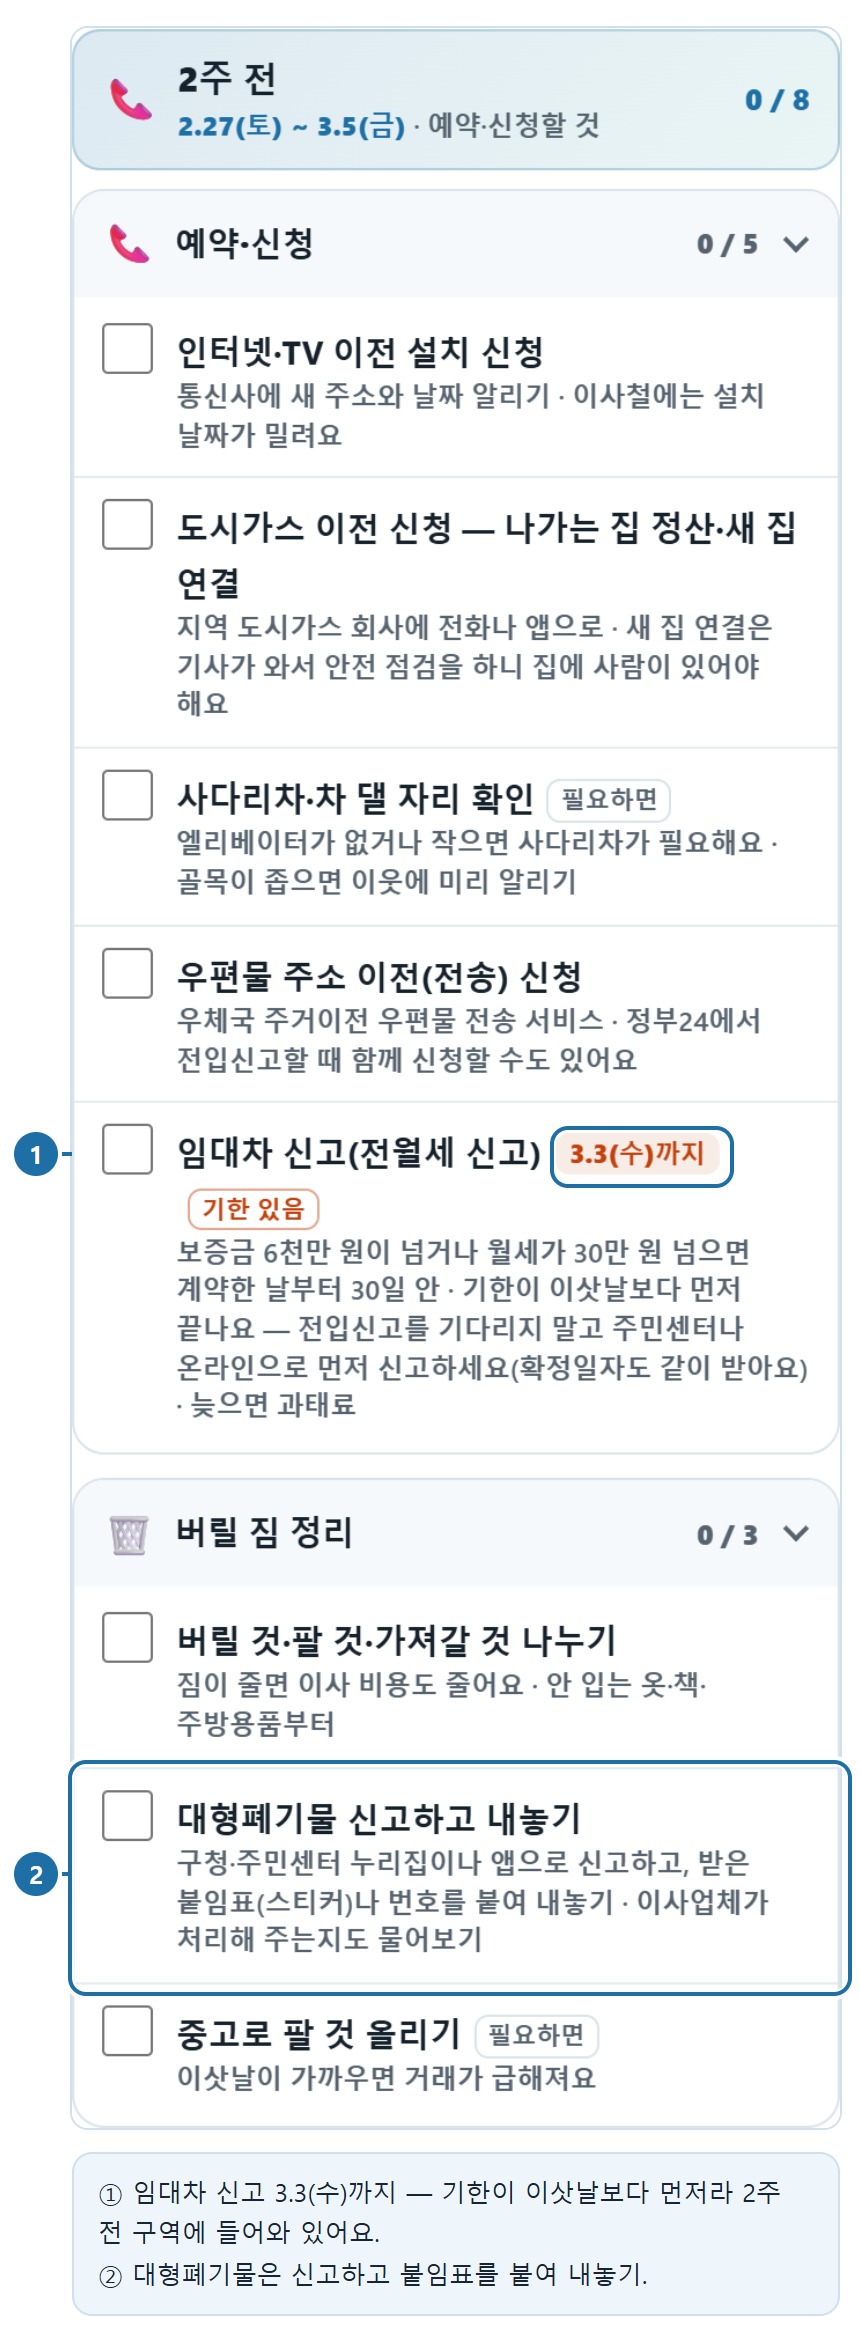 2주 전
2.27(토) ~ 3.5(금) · 예약·신청할 것
0 / 8
예약·신청
0 / 5
인터넷·TV 이전 설치 신청
통신사에 새 주소와 날짜 알리기 · 이사철에는 설치
날짜가 밀려요
도시가스 이전 신청 — 나가는 집 정산·새 집
연결
지역 도시가스 회사에 전화나 앱으로 · 새 집 연결은
기사가 와서 안전 점검을 하니 집에 사람이 있어야
해요
사다리차·차 댈 자리 확인 필요하면
엘리베이터가 없거나 작으면 사다리차가 필요해요 ·
골목이 좁으면 이웃에 미리 알리기
우편물 주소 이전(전송) 신청
우체국 주거이전 우편물 전송 서비스 · 정부24에서
전입신고할 때 함께 신청할 수도 있어요
1
임대차 신고(전월세 신고) 3.3(수)까지
기한 있음
보증금 6천만 원이 넘거나 월세가 30만 원 넘으면
계약한 날부터 30일 안 · 기한이 이삿날보다 먼저
끝나요 — 전입신고를 기다리지 말고 주민센터나
온라인으로 먼저 신고하세요(확정일자도 같이 받아요)
· 늦으면 과태료
버릴 짐 정리
0 / 3
버릴 것·팔 것·가져갈 것 나누기
짐이 줄면 이사 비용도 줄어요 · 안 입는 옷·책·
주방용품부터
2
대형폐기물 신고하고 내놓기
구청·주민센터 누리집이나 앱으로 신고하고, 받은
붙임표(스티커)나 번호를 붙여 내놓기 · 이사업체가
처리해 주는지도 물어보기
중고로 팔 것 올리기 필요하면
이삿날이 가까우면 거래가 급해져요
① 임대차 신고 3.3(수)까지 — 기한이 이삿날보다 먼저라 2주
전 구역에 들어와 있어요.
② 대형폐기물은 신고하고 붙임표를 붙여 내놓기.